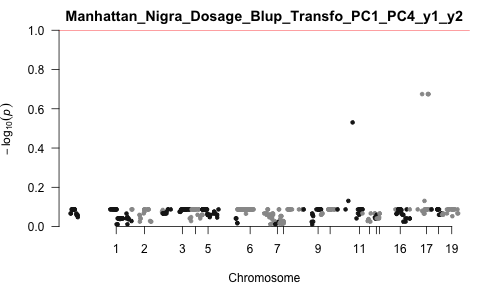 Manhattan_Nigra_Dosage_Blup_Transfo_PC1_PC4_y1_y2
1.0
0.8
0.6
0.4
0.2
0.0
− log10(p)
1 2 3 5 6 7 9 11 16 17 19
Chromosome